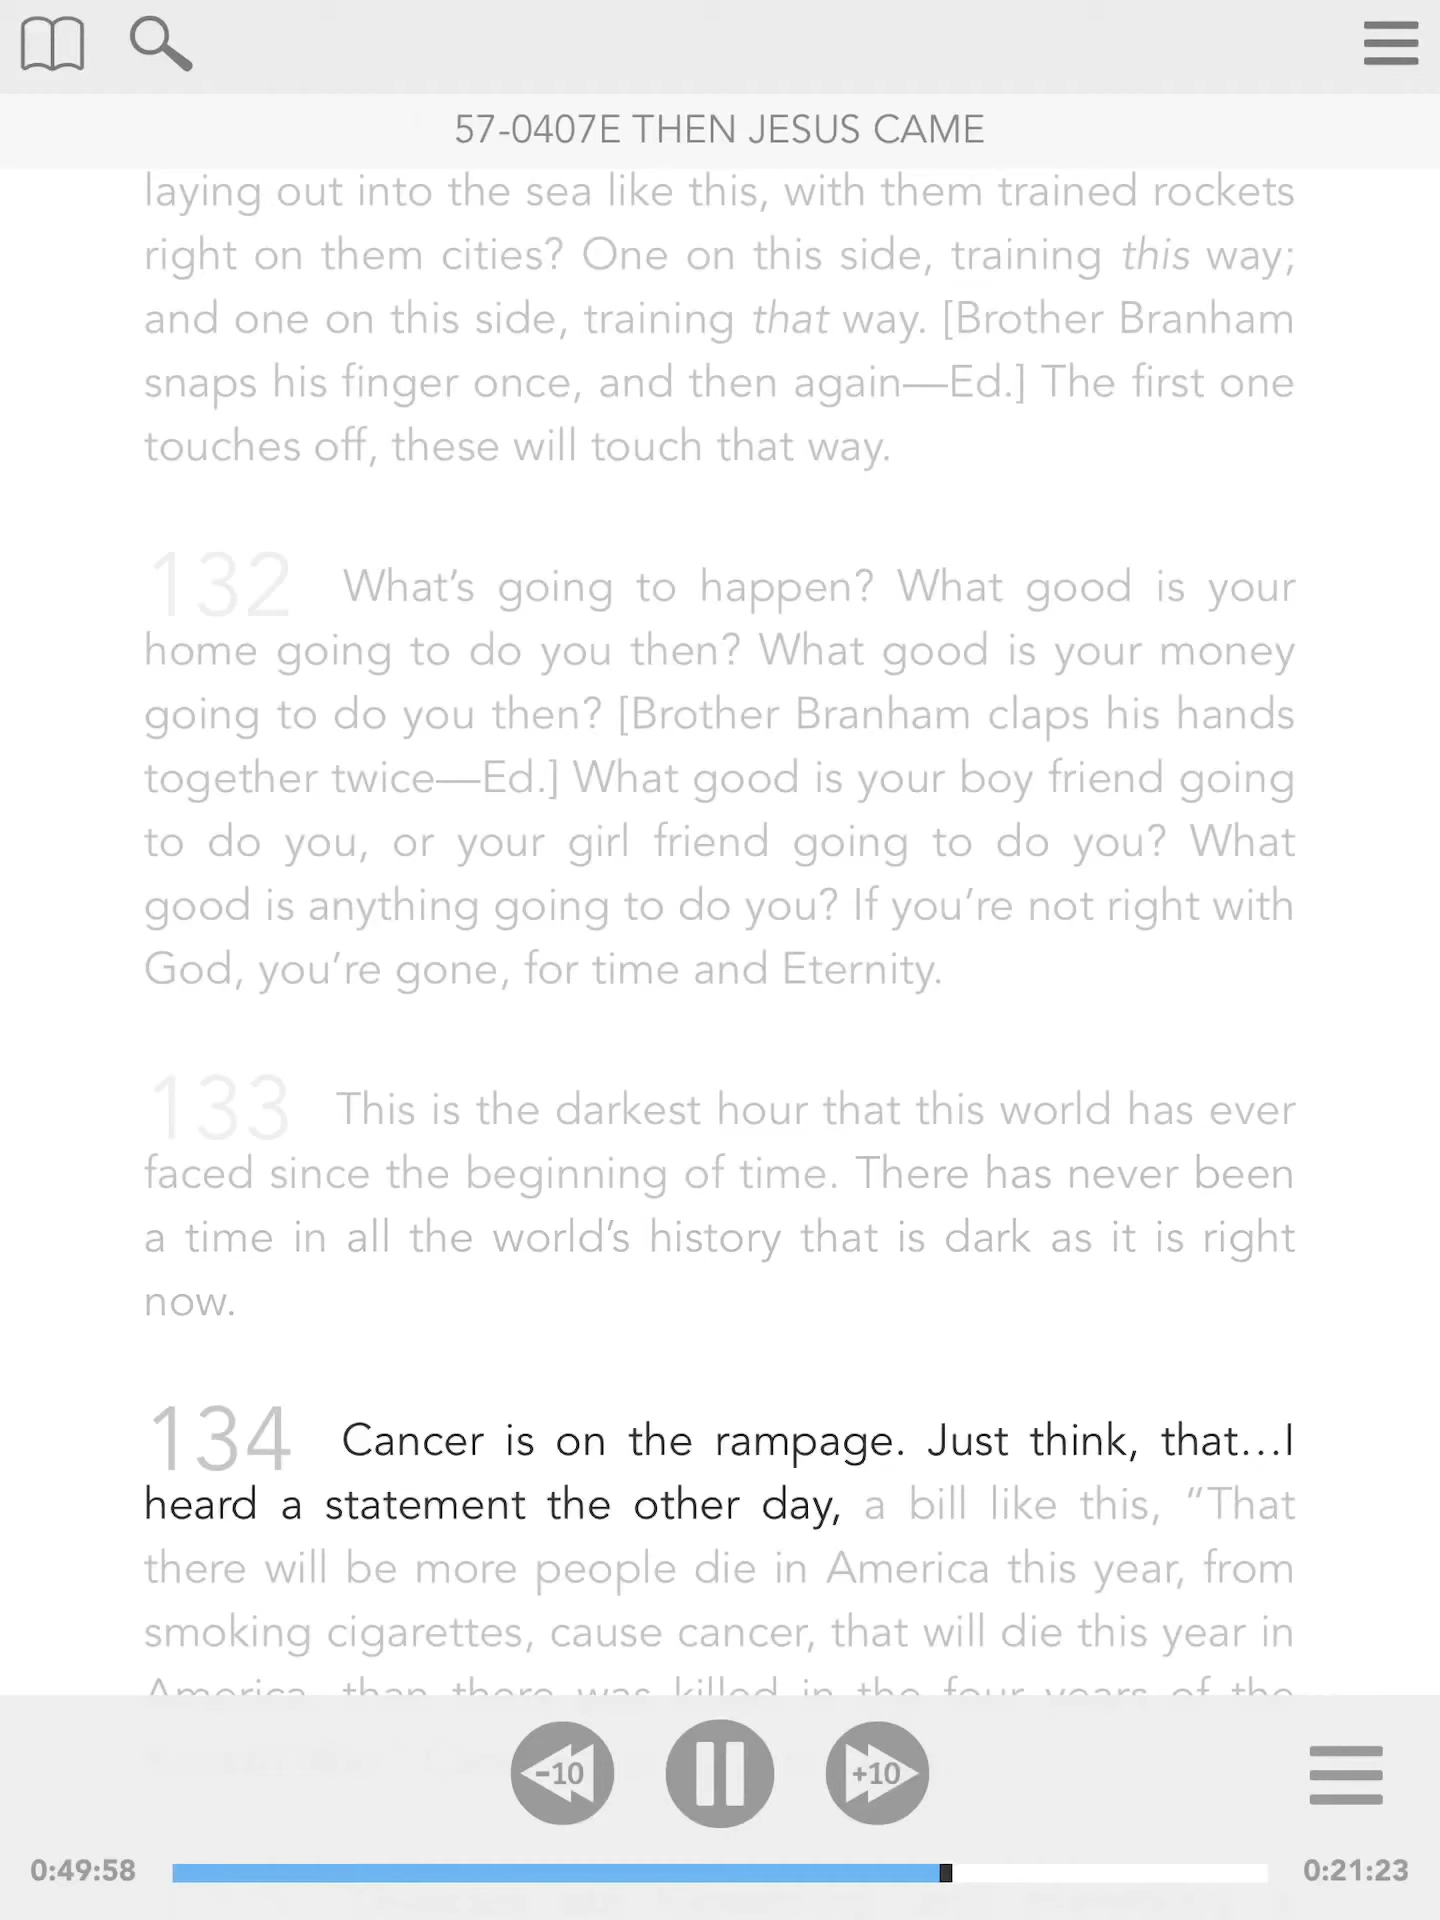 57-0407E THEN JESUS CAME
laying out into the sea like this, with them trained rockets
right on them cities? One on this side, training this way;
and one on this side, training that way. [Brother Branham
snaps his finger once, and then again—Ed.] The first one
touches off, these will touch that way.
132 What’s going to happen? What good is your
home going to do you then? What good is your money
going to do you then? [Brother Branham claps his hands
together twice—Ed.] What good is your boy friend going
to do you, or your girl friend going to do you? What
good is anything going to do you? If you’re not right with
God, you’re gone, for time and Eternity.
133 This is the darkest hour that this world has ever
faced since the beginning of time. There has never been
a time in all the world’s history that is dark as it is right
now.
134 Cancer is on the rampage. Just think, that…I
heard a statement the other day, a bill like this, “That
there will be more people die in America this year, from
smoking cigarettes, cause cancer, that will die this year in
America, than there was killed in the four years of the
-10 +10
0:49:58 0:21:23